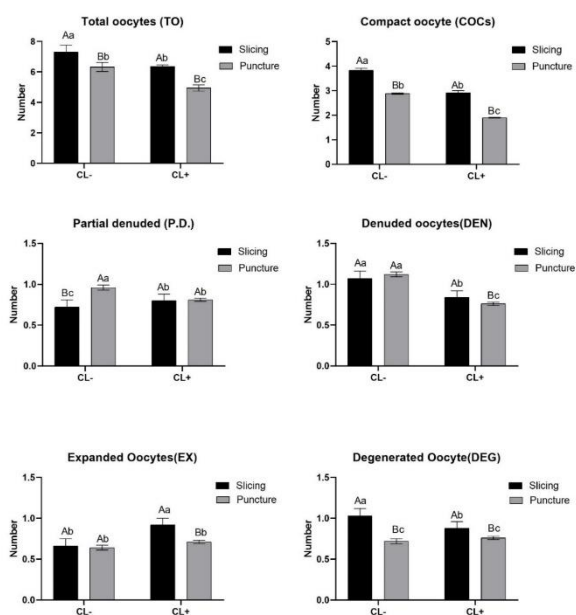 Total oocytes (TO)
Aa
Bb
Ab
Bc
Slicing
Puncture
Number
8
6
4
2
0
CL-
CL+
Compact oocyte (COCs)
Aa
Bb
Ab
Bc
Slicing
Puncture
Number
5
4
3
2
1
0
CL-
CL+
Partial denuded (P.D.)
Bc
Aa
Ab
Ab
Slicing
Puncture
Number
1.5
1.0
0.5
0.0
CL-
CL+
Denuded oocytes(DEN)
Aa
Aa
Ab
Bc
Slicing
Puncture
Number
1.5
1.0
0.5
0.0
CL-
CL+
Expanded Oocytes(EX)
Ab
Ab
Aa
Bb
Slicing
Puncture
Number
1.5
1.0
0.5
0.0
CL-
CL+
Degenerated Oocyte(DEG)
Aa
Bc
Ab
Bc
Slicing
Puncture
Number
1.5
1.0
0.5
0.0
CL-
CL+